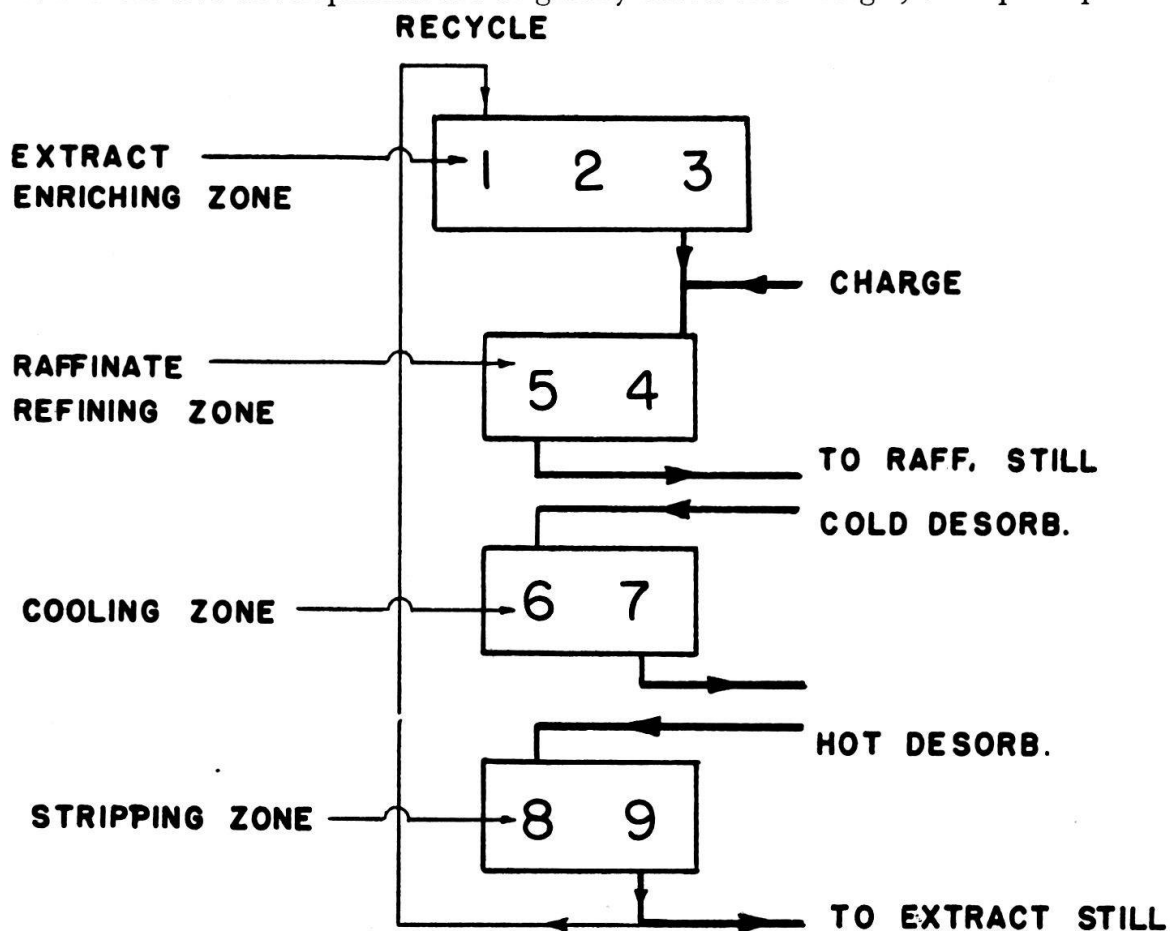 RECYCLE
EXTRACT
ENRICHING ZONE
1 2 3
CHARGE
RAFFINATE
REFINING ZONE
5 4
TO RAFF. STILL
COLD DESORB.
COOLING ZONE
6 7
HOT DESORB.
STRIPPING ZONE
8 9
TO EXTRACT STILL